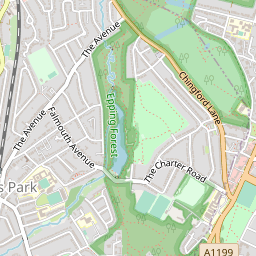 The Avenue
Chingford Lane
The Avenue
Falmouth Avenue
Epping Forest
The Charter Road
s Park
A1199